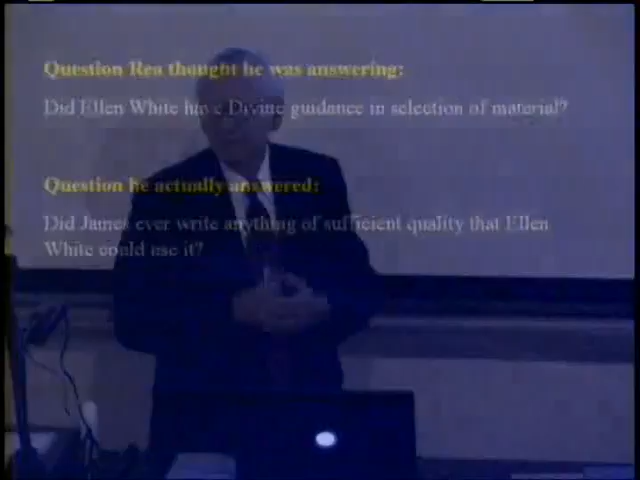 Question Rea thought he was answering:
Did Ellen White have Divine guidance in selection of material?
Question he actually answered:
Did James ever write anything of sufficient quality that Ellen
White could use it?